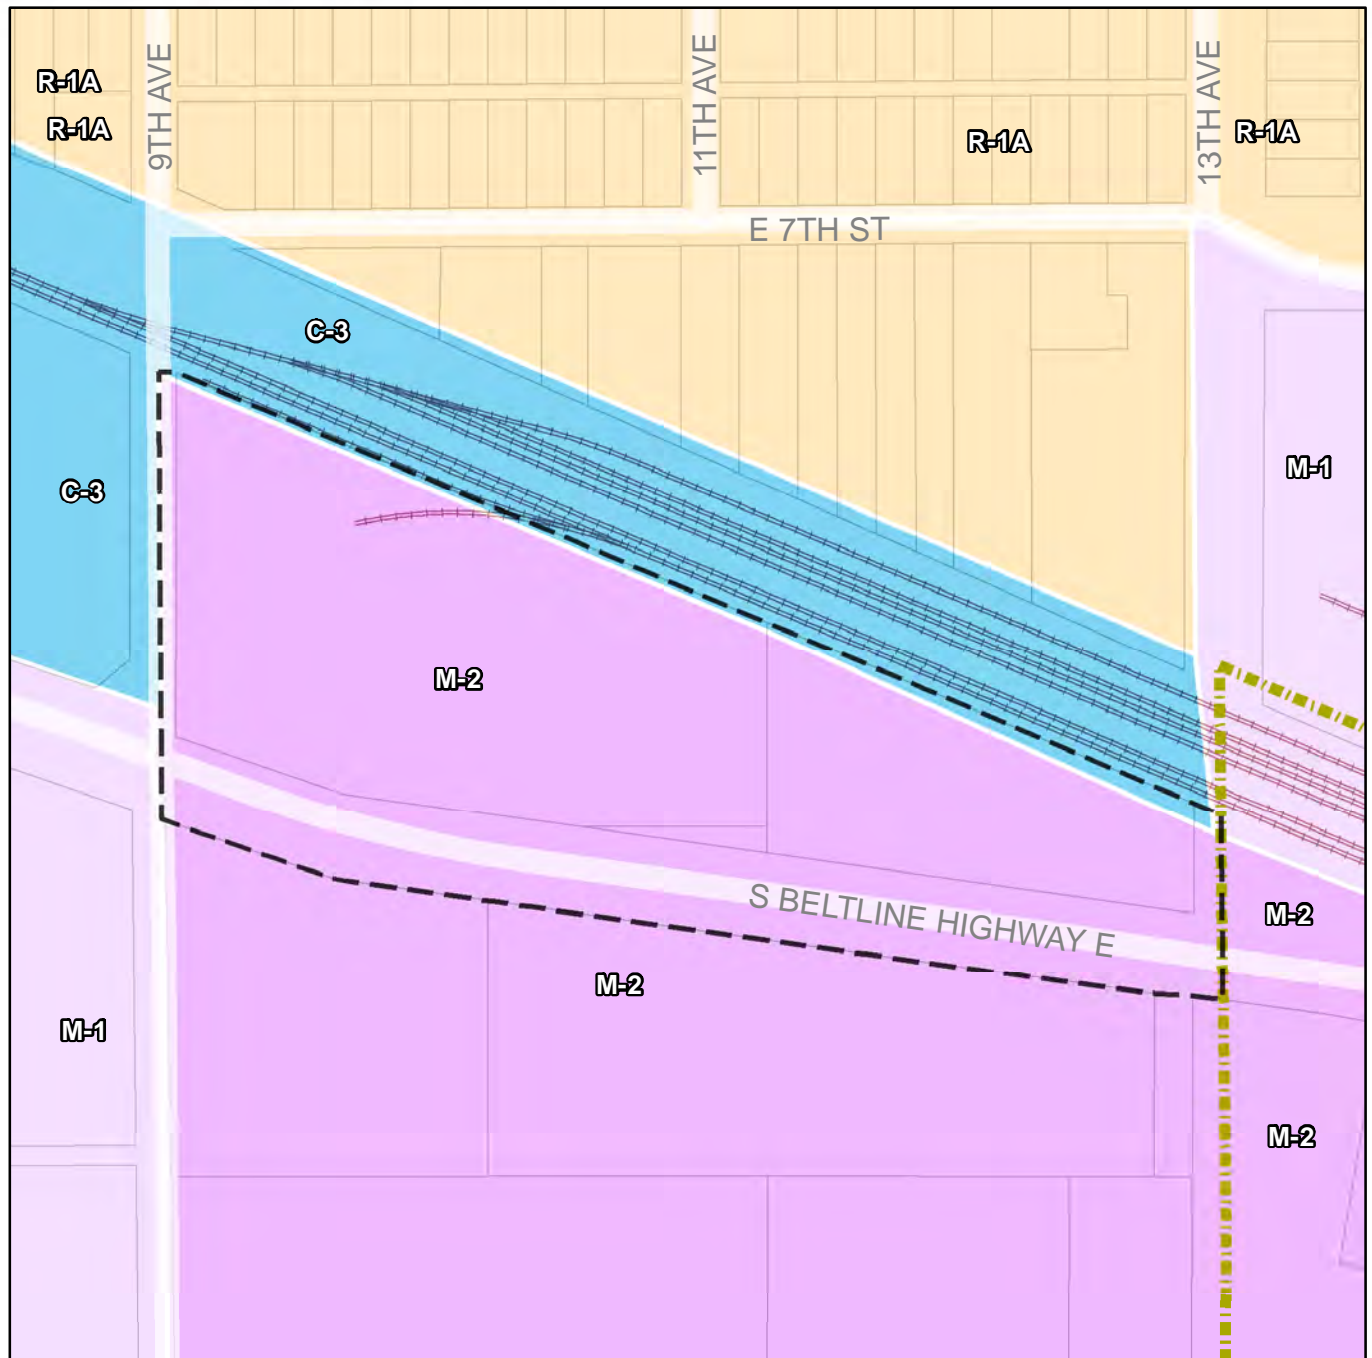 R-1A
R-1A
9TH AVE
11TH AVE
R-1A
13TH AVE
R-1A
E 7TH ST
C-3
M-1
C-3
M-2
S BELTLINE HIGHWAY E
M-2
M-2
M-1
M-2